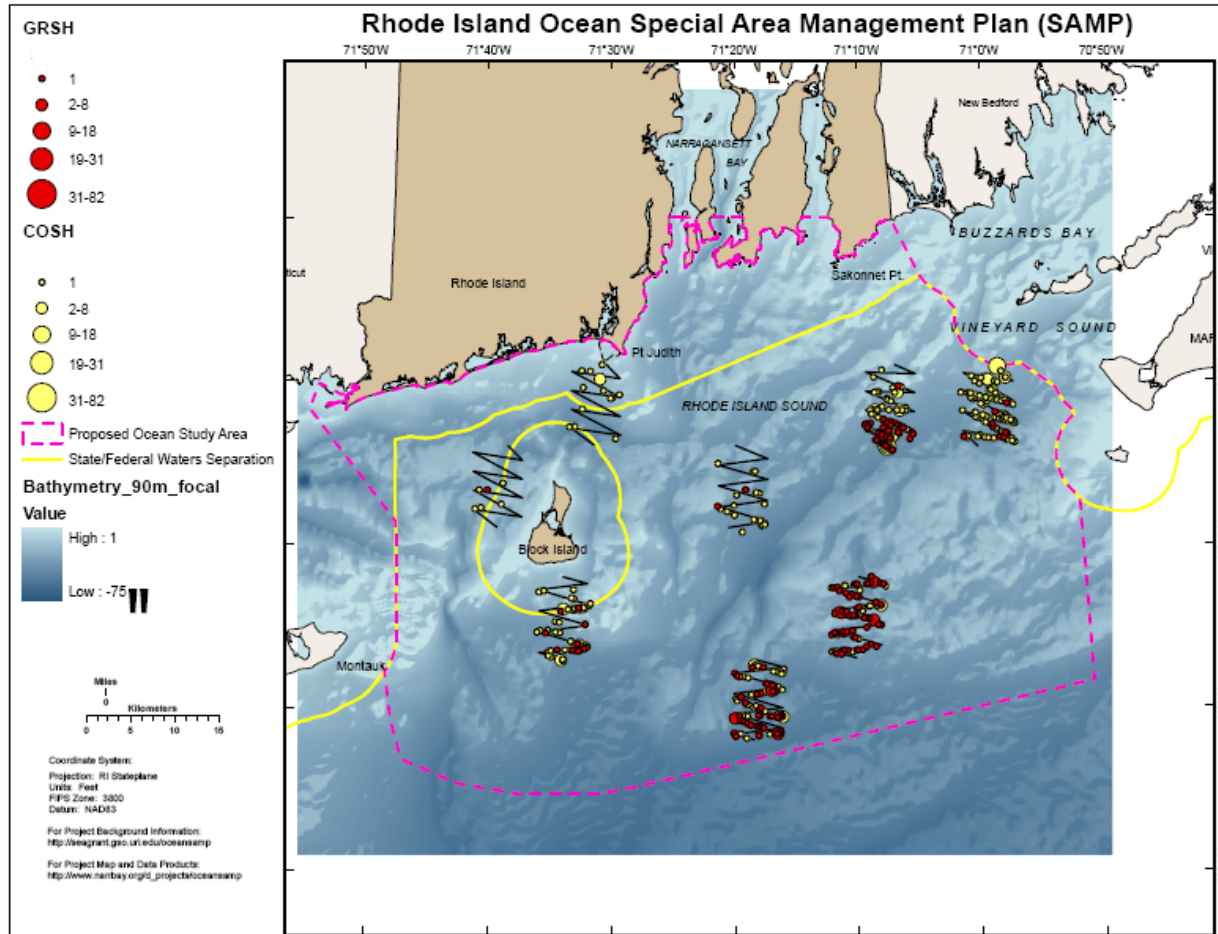 Rhode Island Ocean Special Area Management Plan (SAMP)
71°50'W 71°40'W 71°30'W 71°20'W 71°10'W 71°0'W 70°50'W
GRSH
1
2-8
9-18
19-31
31-82
COSH
1
2-8
9-18
19-31
31-82
Proposed Ocean Study Area
State/Federal Waters Separation
Bathymetry_90m_focal
Value
High : 1
Low : -75
Miles
0
Kilometers
0 5 10 15
Coordinate System:
Projection: RI Stateplane
Units: Feet
FIPS Zone: 3800
Datum: NAD83
For Project Background Information:
http://seagrant.gso.uri.edu/oceansamp
For Project Map and Data Products:
http://www.narrbay.org/d_projects/oceansamp
New Bedford
NARRAGANSETT
BAY
BUZZARDS BAY
VI
ticut
Rhode Island
Sakonnet Pt.
VINEYARD SOUND
MAR
Pt Judith
RHODE ISLAND SOUND
Block Island
Montauk